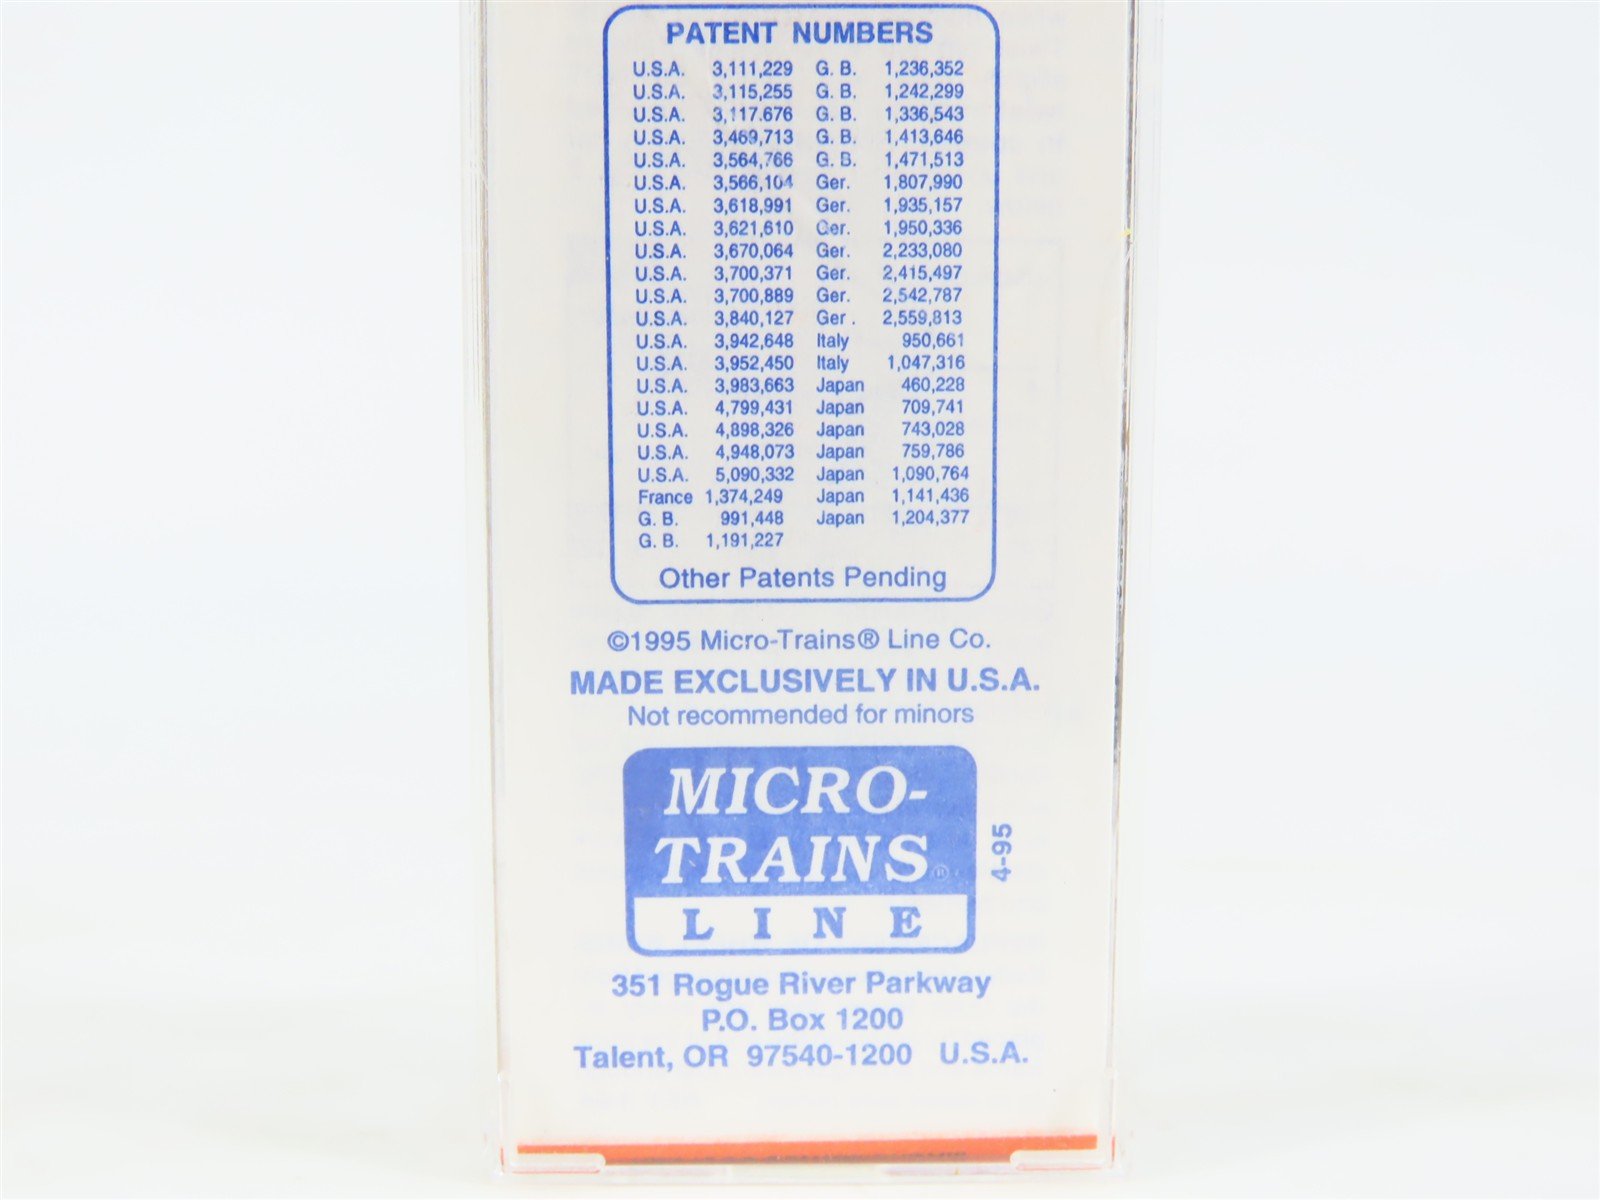 PATENT NUMBERS
U.S.A. 3,111,229 G. B. 1,236,352
U.S.A. 3,115,255 G. B. 1,242,299
U.S.A. 3,117.676 G. B. 1,336,543
U.S.A. 3,469,713 G. B. 1,413,646
U.S.A. 3,564,766 G. B. 1,471,513
U.S.A. 3,566,104 Ger. 1,807,990
U.S.A. 3,618,991 Ger. 1,935,157
U.S.A. 3,621,610 Ger. 1,950,336
U.S.A. 3,670,064 Ger. 2,233,080
U.S.A. 3,700,371 Ger. 2,415,497
U.S.A. 3,700,889 Ger. 2,542,787
U.S.A. 3,840,127 Ger . 2,559,813
U.S.A. 3,942,648 Italy 950,661
U.S.A. 3,952,450 Italy 1,047,316
U.S.A. 3,983,663 Japan 460,228
U.S.A. 4,799,431 Japan 709,741
U.S.A. 4,898,326 Japan 743,028
U.S.A. 4,948,073 Japan 759,786
U.S.A. 5,090,332 Japan 1,090,764
France 1,374,249 Japan 1,141,436
G. B. 991,448 Japan 1,204,377
G. B. 1,191,227
Other Patents Pending
©1995 Micro-Trains® Line Co.
MADE EXCLUSIVELY IN U.S.A.
Not recommended for minors
MICRO-
TRAINS®
LINE
4-95
351 Rogue River Parkway
P.O. Box 1200
Talent, OR 97540-1200 U.S.A.